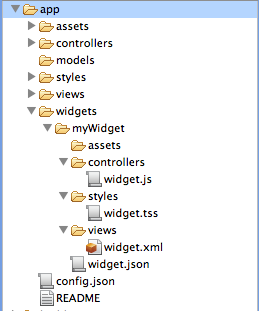 app
assets
controllers
models
styles
views
widgets
myWidget
assets
controllers
widget.js
styles
widget.tss
views
widget.xml
widget.json
config.json
README